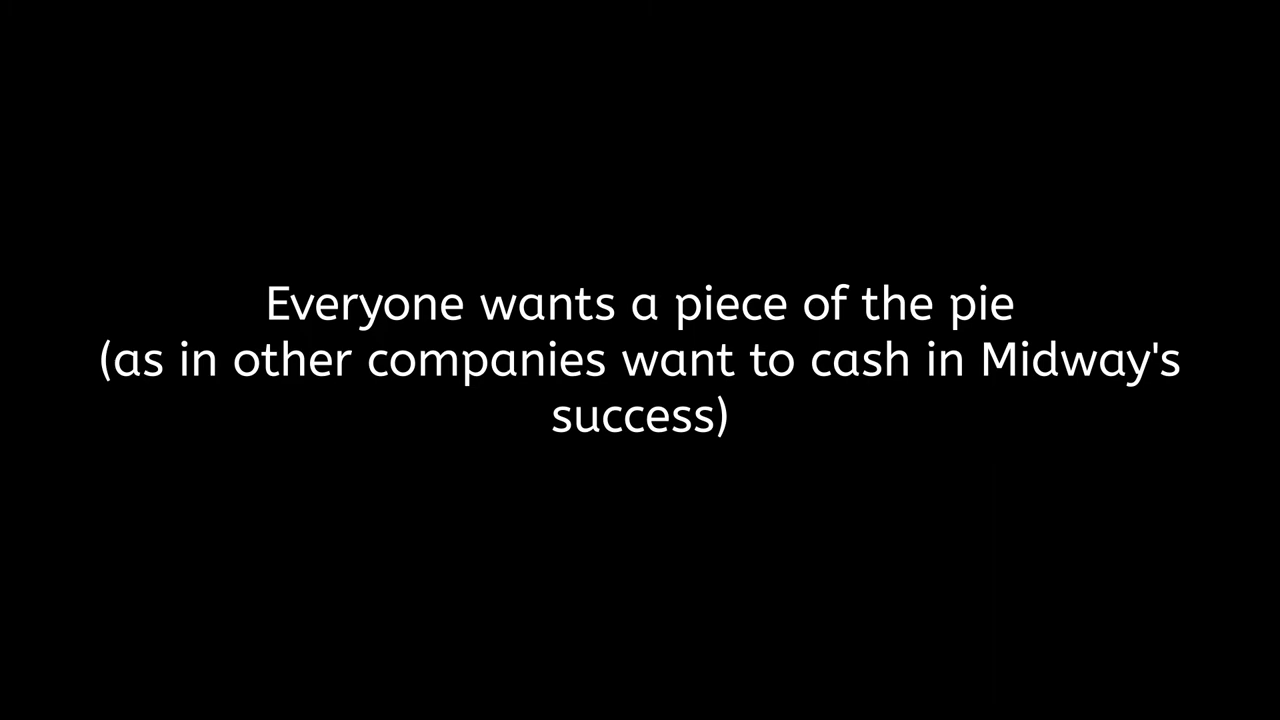 Everyone wants a piece of the pie
(as in other companies want to cash in Midway's
success)